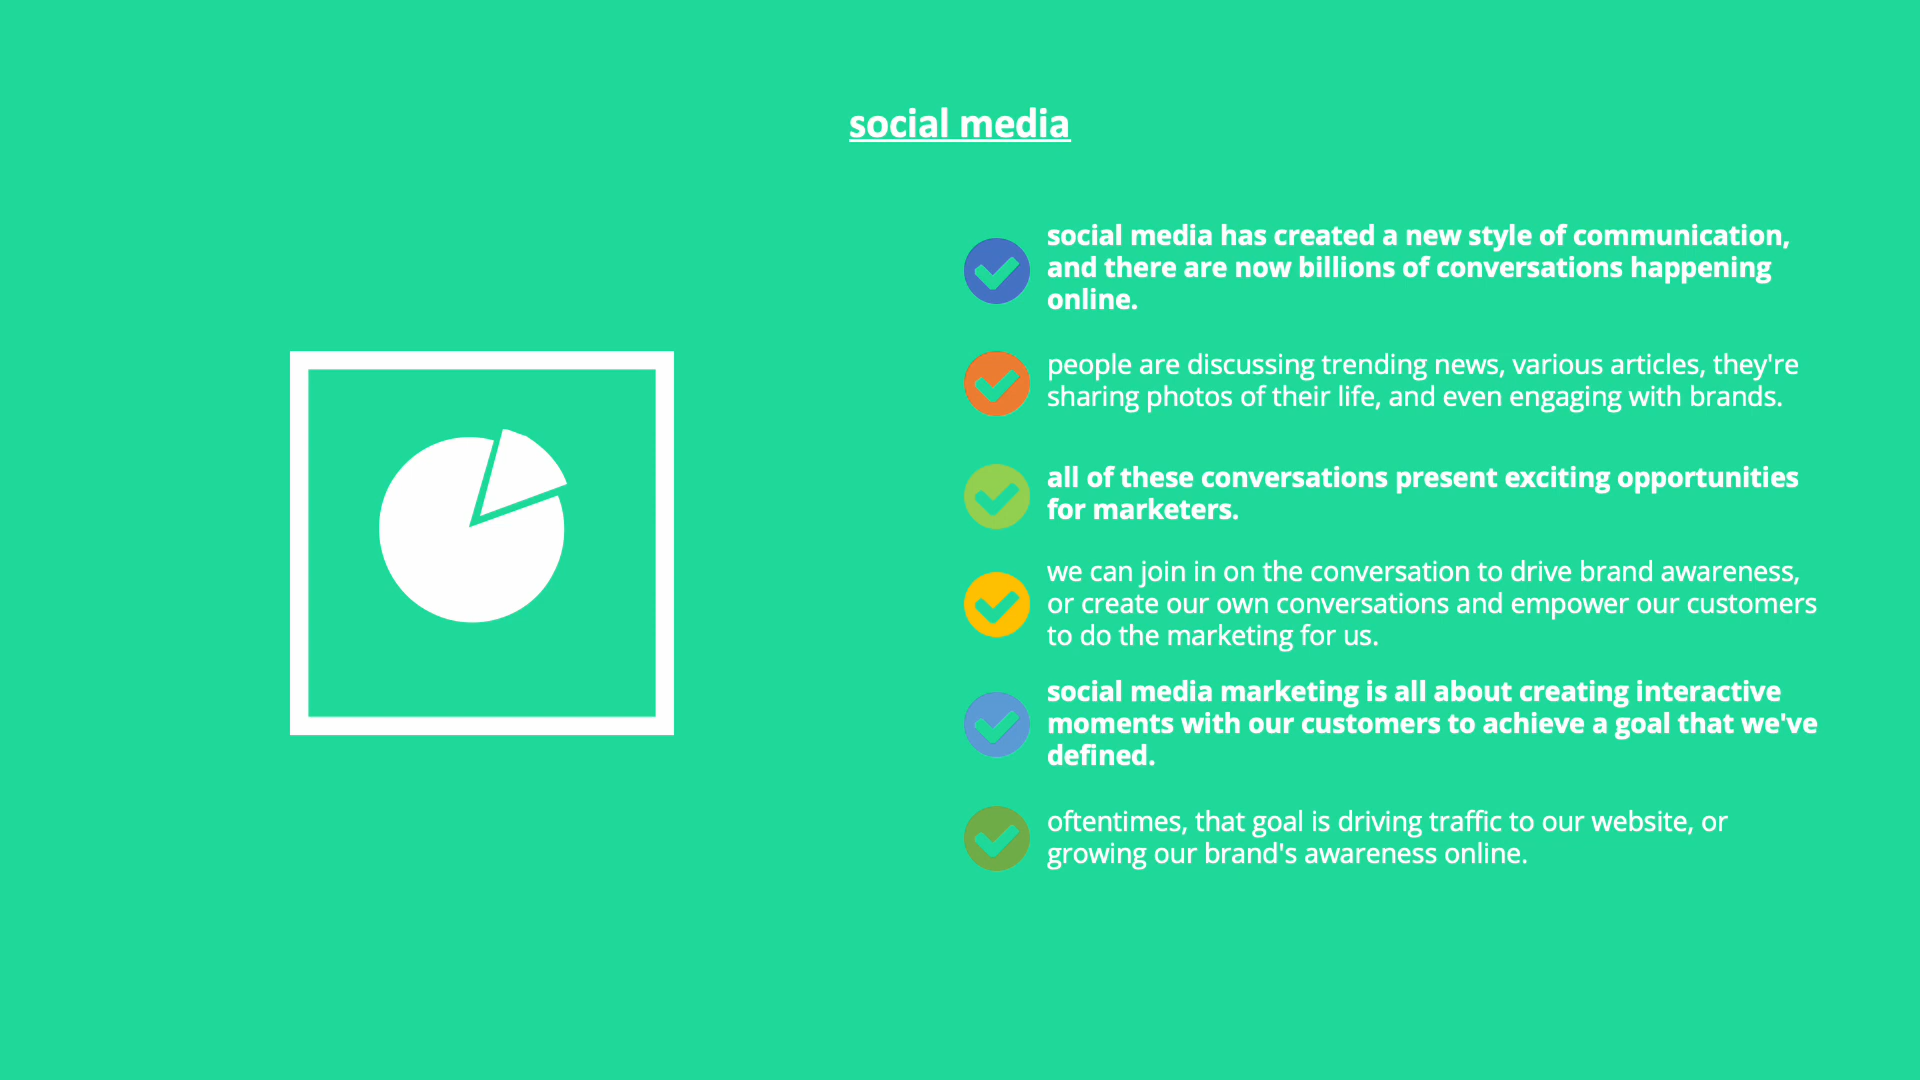 social media
social media has created a new style of communication,
and there are now billions of conversations happening
online.
people are discussing trending news, various articles, they're
sharing photos of their life, and even engaging with brands.
all of these conversations present exciting opportunities
for marketers.
we can join in on the conversation to drive brand awareness,
or create our own conversations and empower our customers
to do the marketing for us.
social media marketing is all about creating interactive
moments with our customers to achieve a goal that we've
defined.
oftentimes, that goal is driving traffic to our website, or
growing our brand's awareness online.